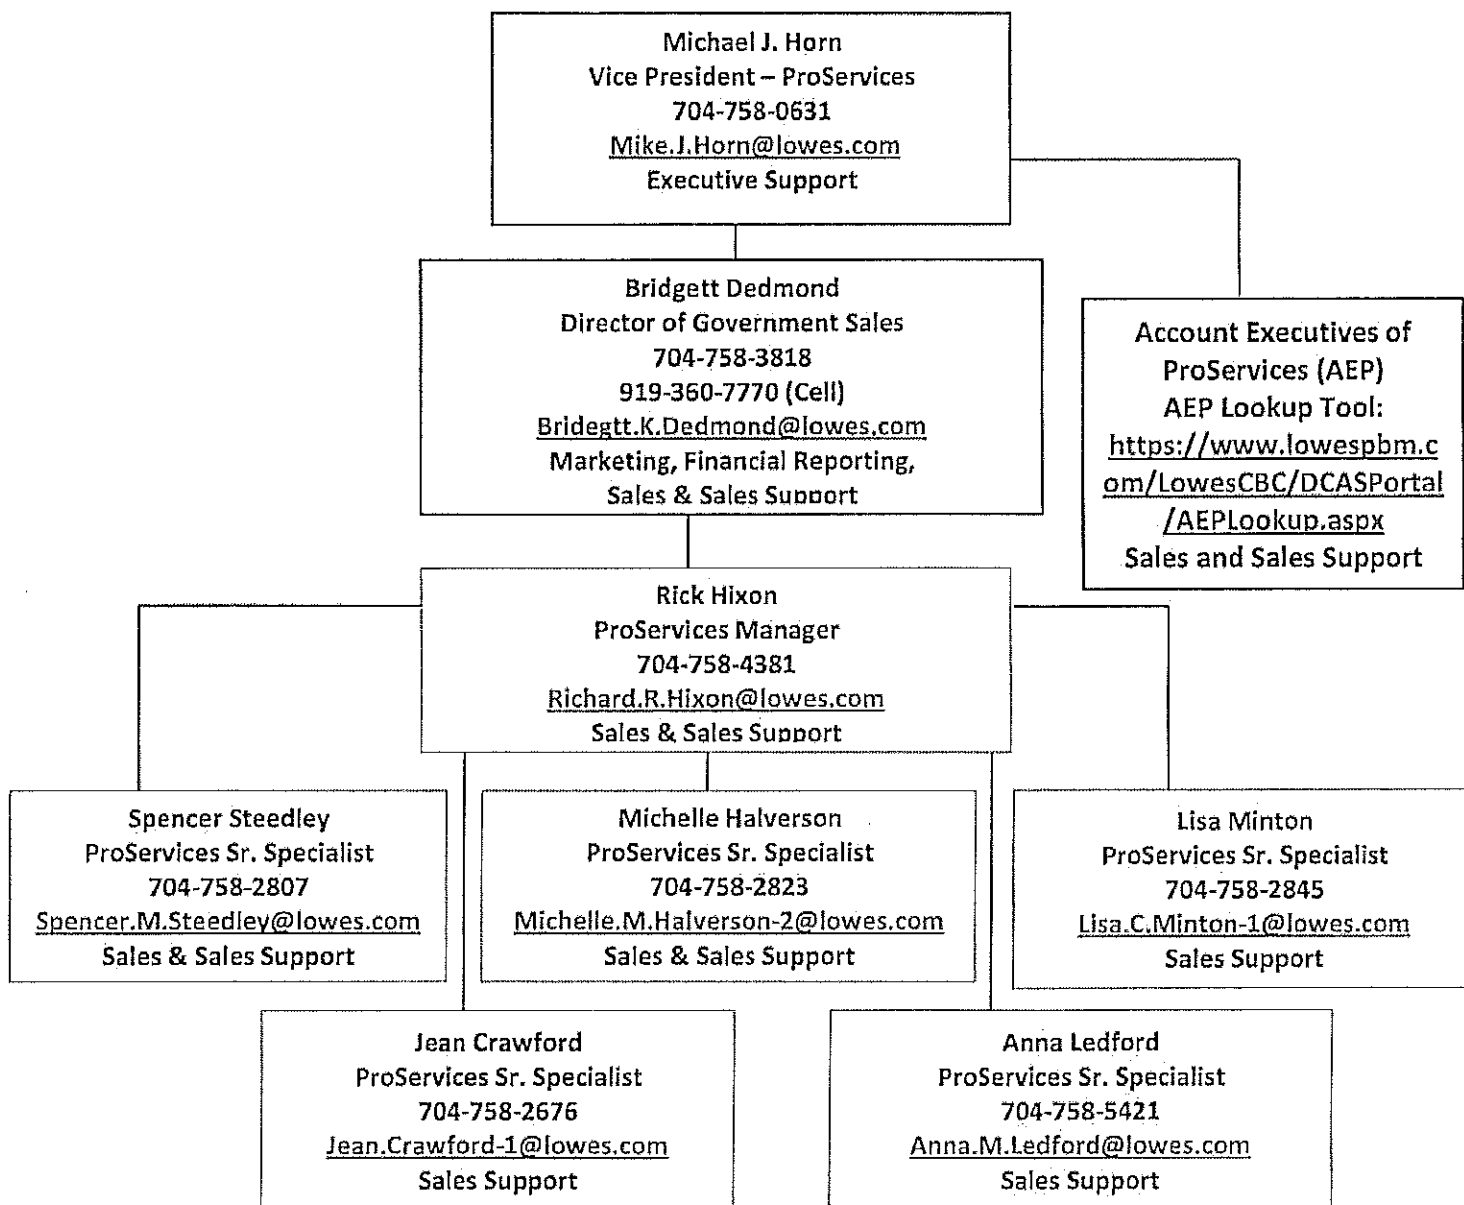 Michael J. Horn
Vice President – ProServices
704-758-0631
Mike.J.Horn@lowes.com
Executive Support
Bridgett Dedmond
Director of Government Sales
704-758-3818
919-360-7770 (Cell)
Bridegtt.K.Dedmond@lowes.com
Marketing, Financial Reporting,
Sales & Sales Support
Account Executives of
ProServices (AEP)
AEP Lookup Tool:
https://www.lowespbm.c
om/LowesCBC/DCASPortal
/AEPLookup.aspx
Sales and Sales Support
Rick Hixon
ProServices Manager
704-758-4381
Richard.R.Hixon@lowes.com
Sales & Sales Support
Spencer Steedley
ProServices Sr. Specialist
704-758-2807
Spencer.M.Steedley@lowes.com
Sales & Sales Support
Michelle Halverson
ProServices Sr. Specialist
704-758-2823
Michelle.M.Halverson-2@lowes.com
Sales & Sales Support
Lisa Minton
ProServices Sr. Specialist
704-758-2845
Lisa.C.Minton-1@lowes.com
Sales Support
Jean Crawford
ProServices Sr. Specialist
704-758-2676
Jean.Crawford-1@lowes.com
Sales Support
Anna Ledford
ProServices Sr. Specialist
704-758-5421
Anna.M.Ledford@lowes.com
Sales Support